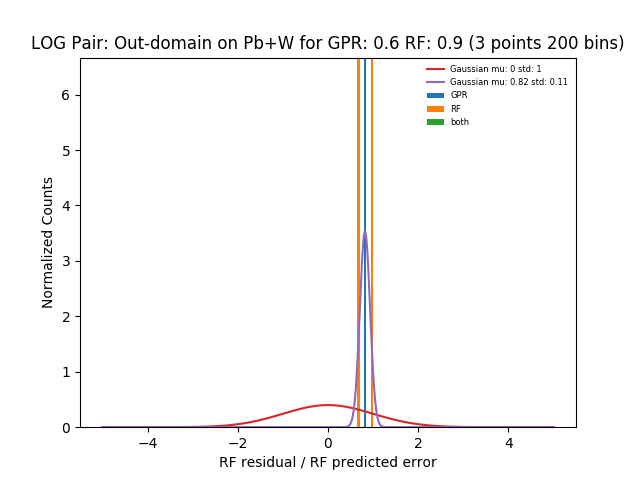 LOG Pair: Out-domain on Pb+W for GPR: 0.6 RF: 0.9 (3 points 200 bins)
Gaussian mu: 0 std: 1
Gaussian mu: 0.82 std: 0.11
GPR
RF
both
Normalized Counts
6
5
4
3
2
1
0
−4
−2
0
2
4
RF residual / RF predicted error